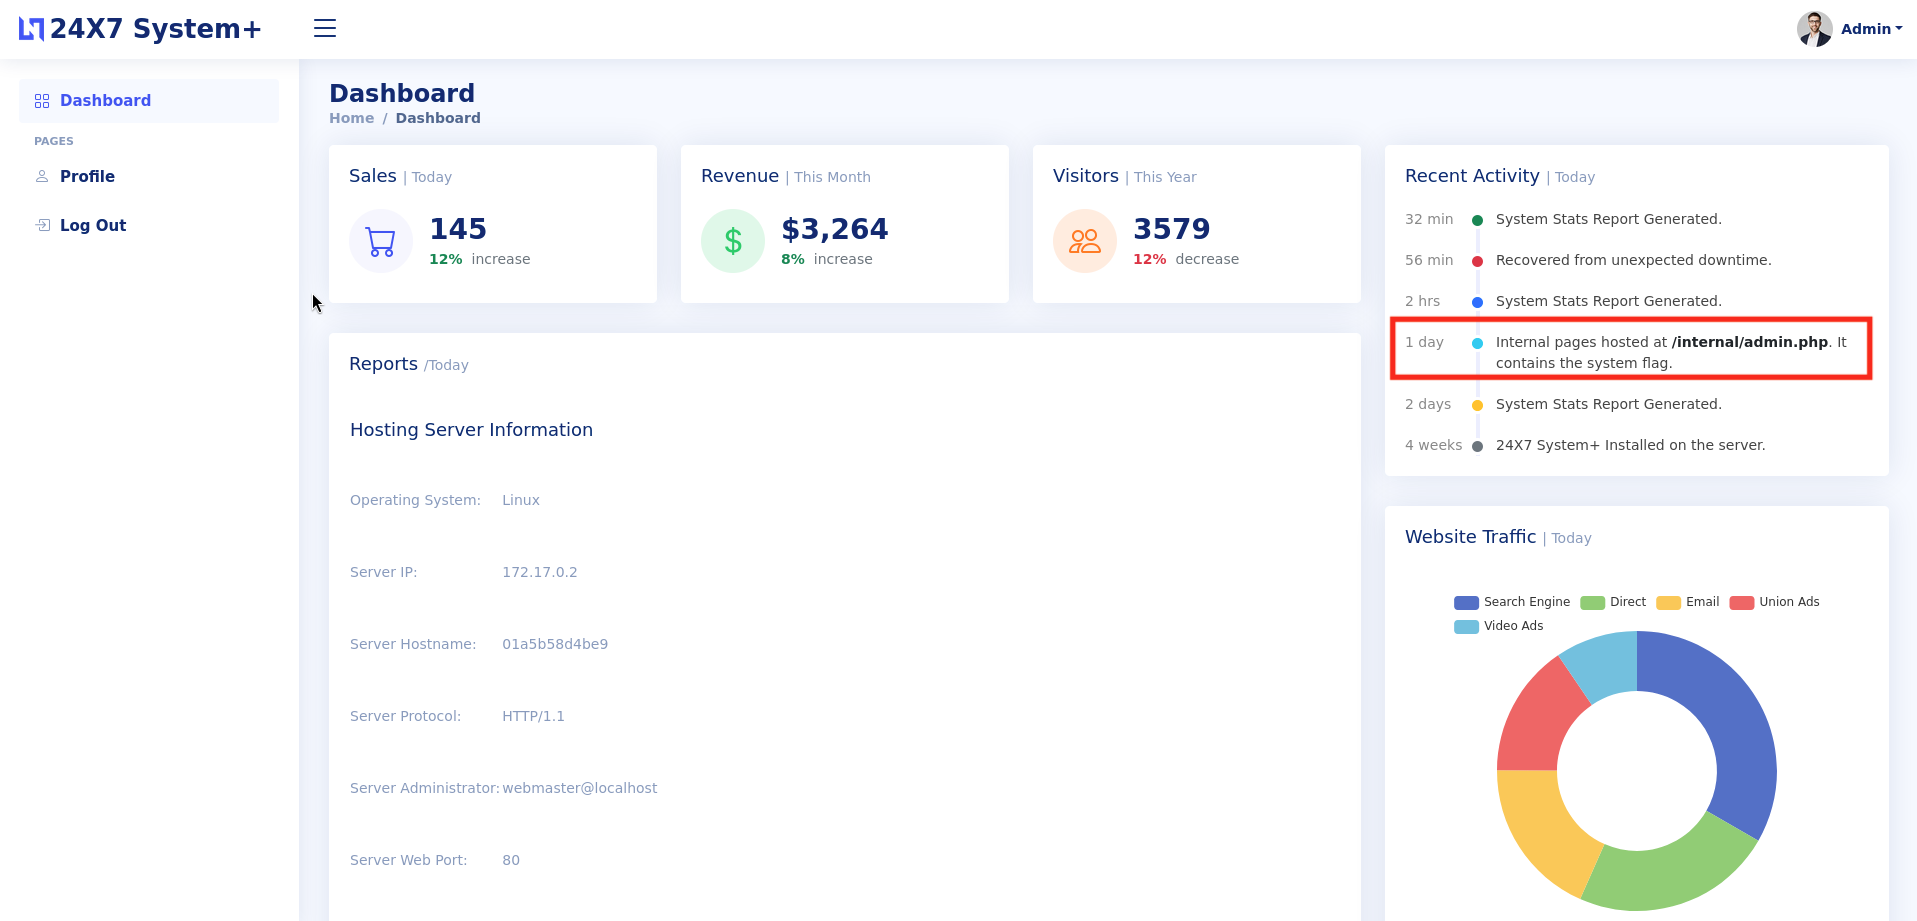 24X7 System+
Admin
Dashboard
PAGES
Profile
Log Out
Dashboard
Home / Dashboard
Sales | Today
145
12% increase
Revenue | This Month
$3,264
8% increase
Visitors | This Year
3579
12% decrease
Reports /Today
Hosting Server Information
Operating System: Linux
Server IP: 172.17.0.2
Server Hostname: 01a5b58d4be9
Server Protocol: HTTP/1.1
Server Administrator: webmaster@localhost
Server Web Port: 80
Recent Activity | Today
32 min System Stats Report Generated.
56 min Recovered from unexpected downtime.
2 hrs System Stats Report Generated.
1 day Internal pages hosted at /internal/admin.php. It
contains the system flag.
2 days System Stats Report Generated.
4 weeks 24X7 System+ Installed on the server.
Website Traffic | Today
Search Engine Direct Email Union Ads
Video Ads